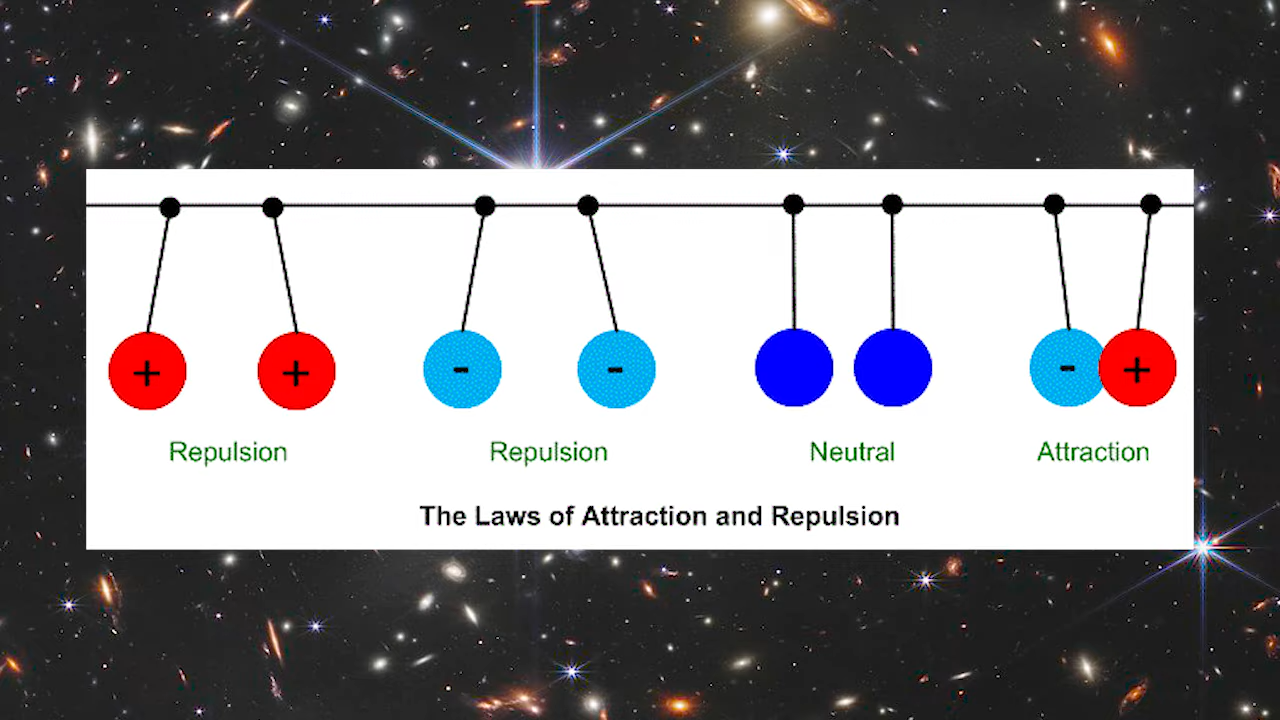 + + - - - +
Repulsion Repulsion Neutral Attraction
The Laws of Attraction and Repulsion